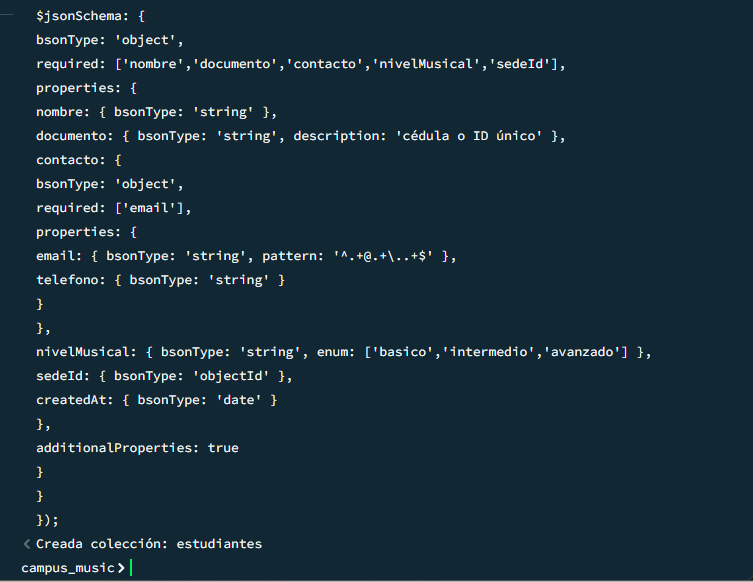 $jsonSchema: {
bsonType: 'object',
required: ['nombre','documento','contacto','nivelMusical','sedeId'],
properties: {
nombre: { bsonType: 'string' },
documento: { bsonType: 'string', description: 'cédula o ID único' },
contacto: {
bsonType: 'object',
required: ['email'],
properties: {
email: { bsonType: 'string', pattern: '^.+@.+\..+$' },
telefono: { bsonType: 'string' }
}
},
nivelMusical: { bsonType: 'string', enum: ['basico','intermedio','avanzado'] },
sedeId: { bsonType: 'objectId' },
createdAt: { bsonType: 'date' }
},
additionalProperties: true
}
}
});
< Creada colección: estudiantes
campus_music>